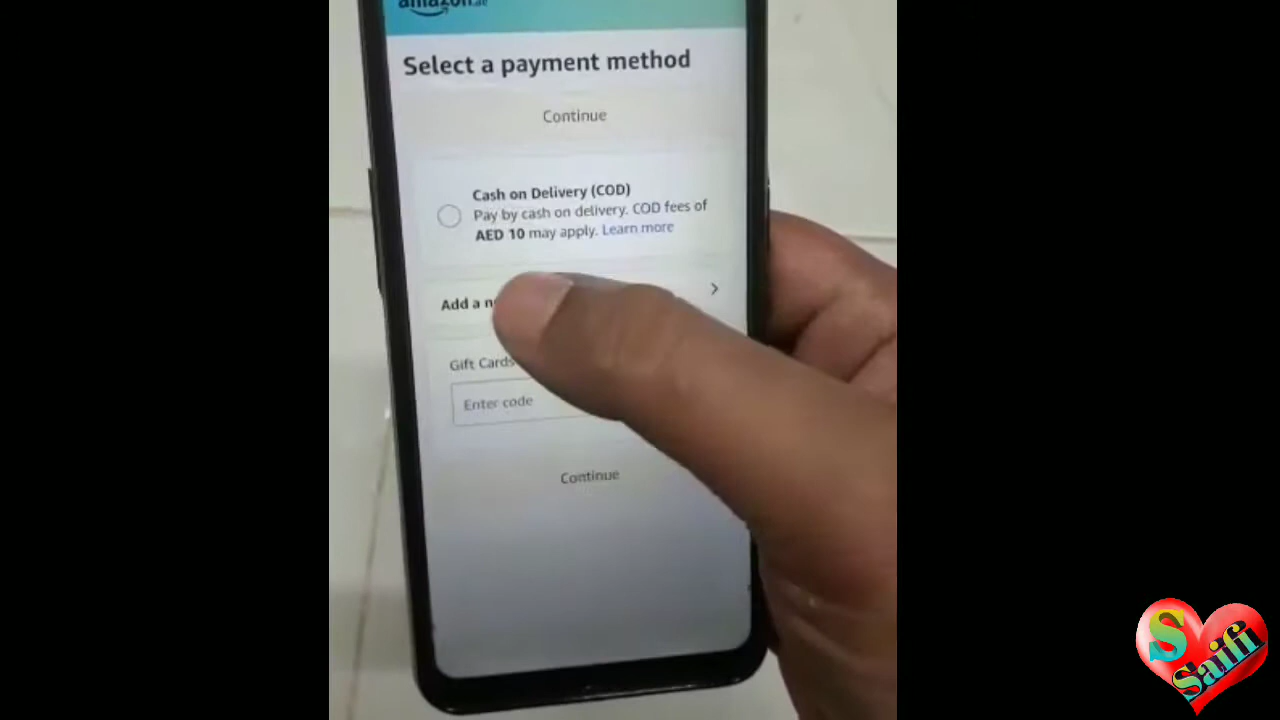 amazon.ae
Select a payment method
Continue
Cash on Delivery (COD)
Pay by cash on delivery. COD fees of
AED 10 may apply. Learn more
Add a
Gift Cards
Enter code
Continue
S
Saifi